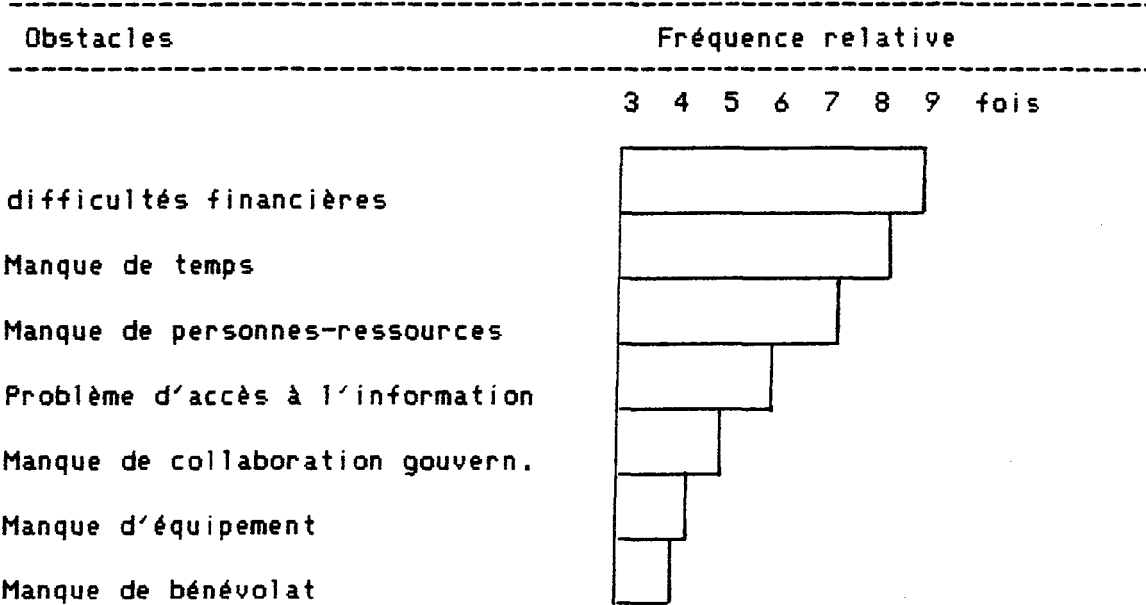 Obstacles Fréquence relative
3 4 5 6 7 8 9 fois
difficultés financières
Manque de temps
Manque de personnes-ressources
Problème d'accès à l'information
Manque de collaboration gouvern.
Manque d'équipement
Manque de bénévolat